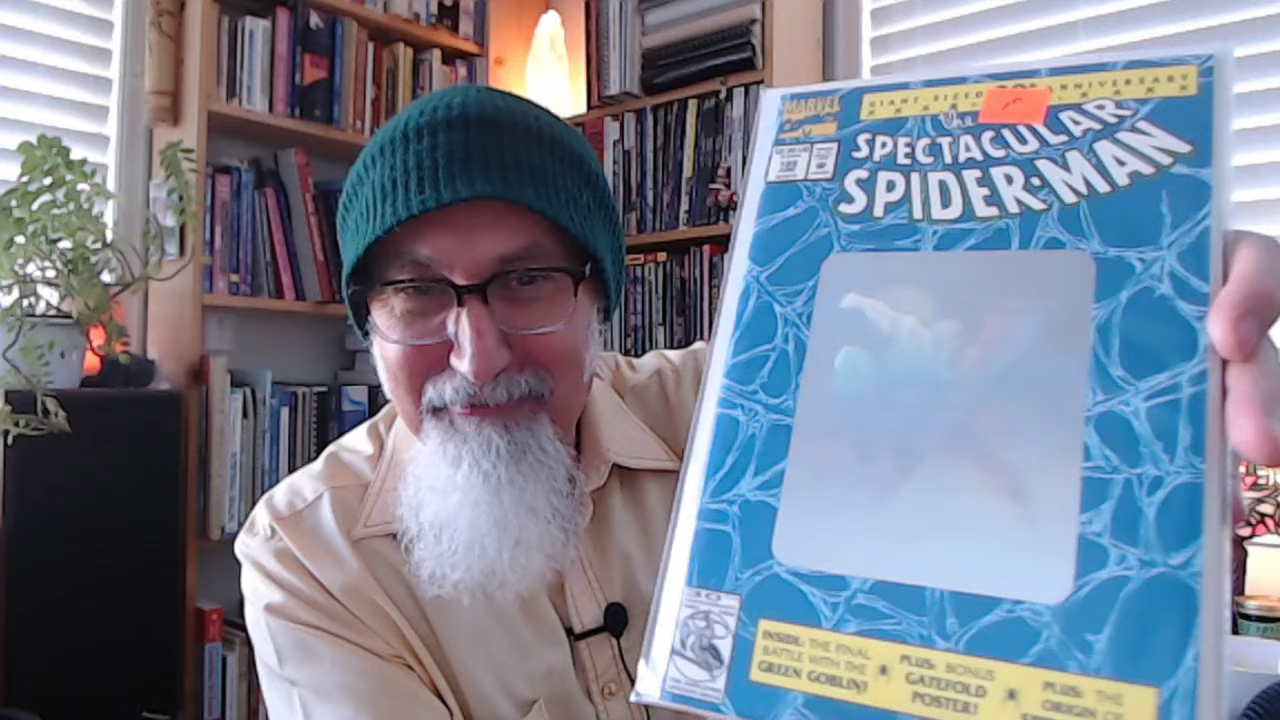 MARVEL
GIANT-SIZED ANNIVERSARY
the
SPECTACULAR
SPIDER-MAN
30
INSIDE: THE FINAL
BATTLE WITH THE
GREEN GOBLIN!
PLUS: BONUS
GATEFOLD
POSTER!
PLUS: THE
ORIGIN OF